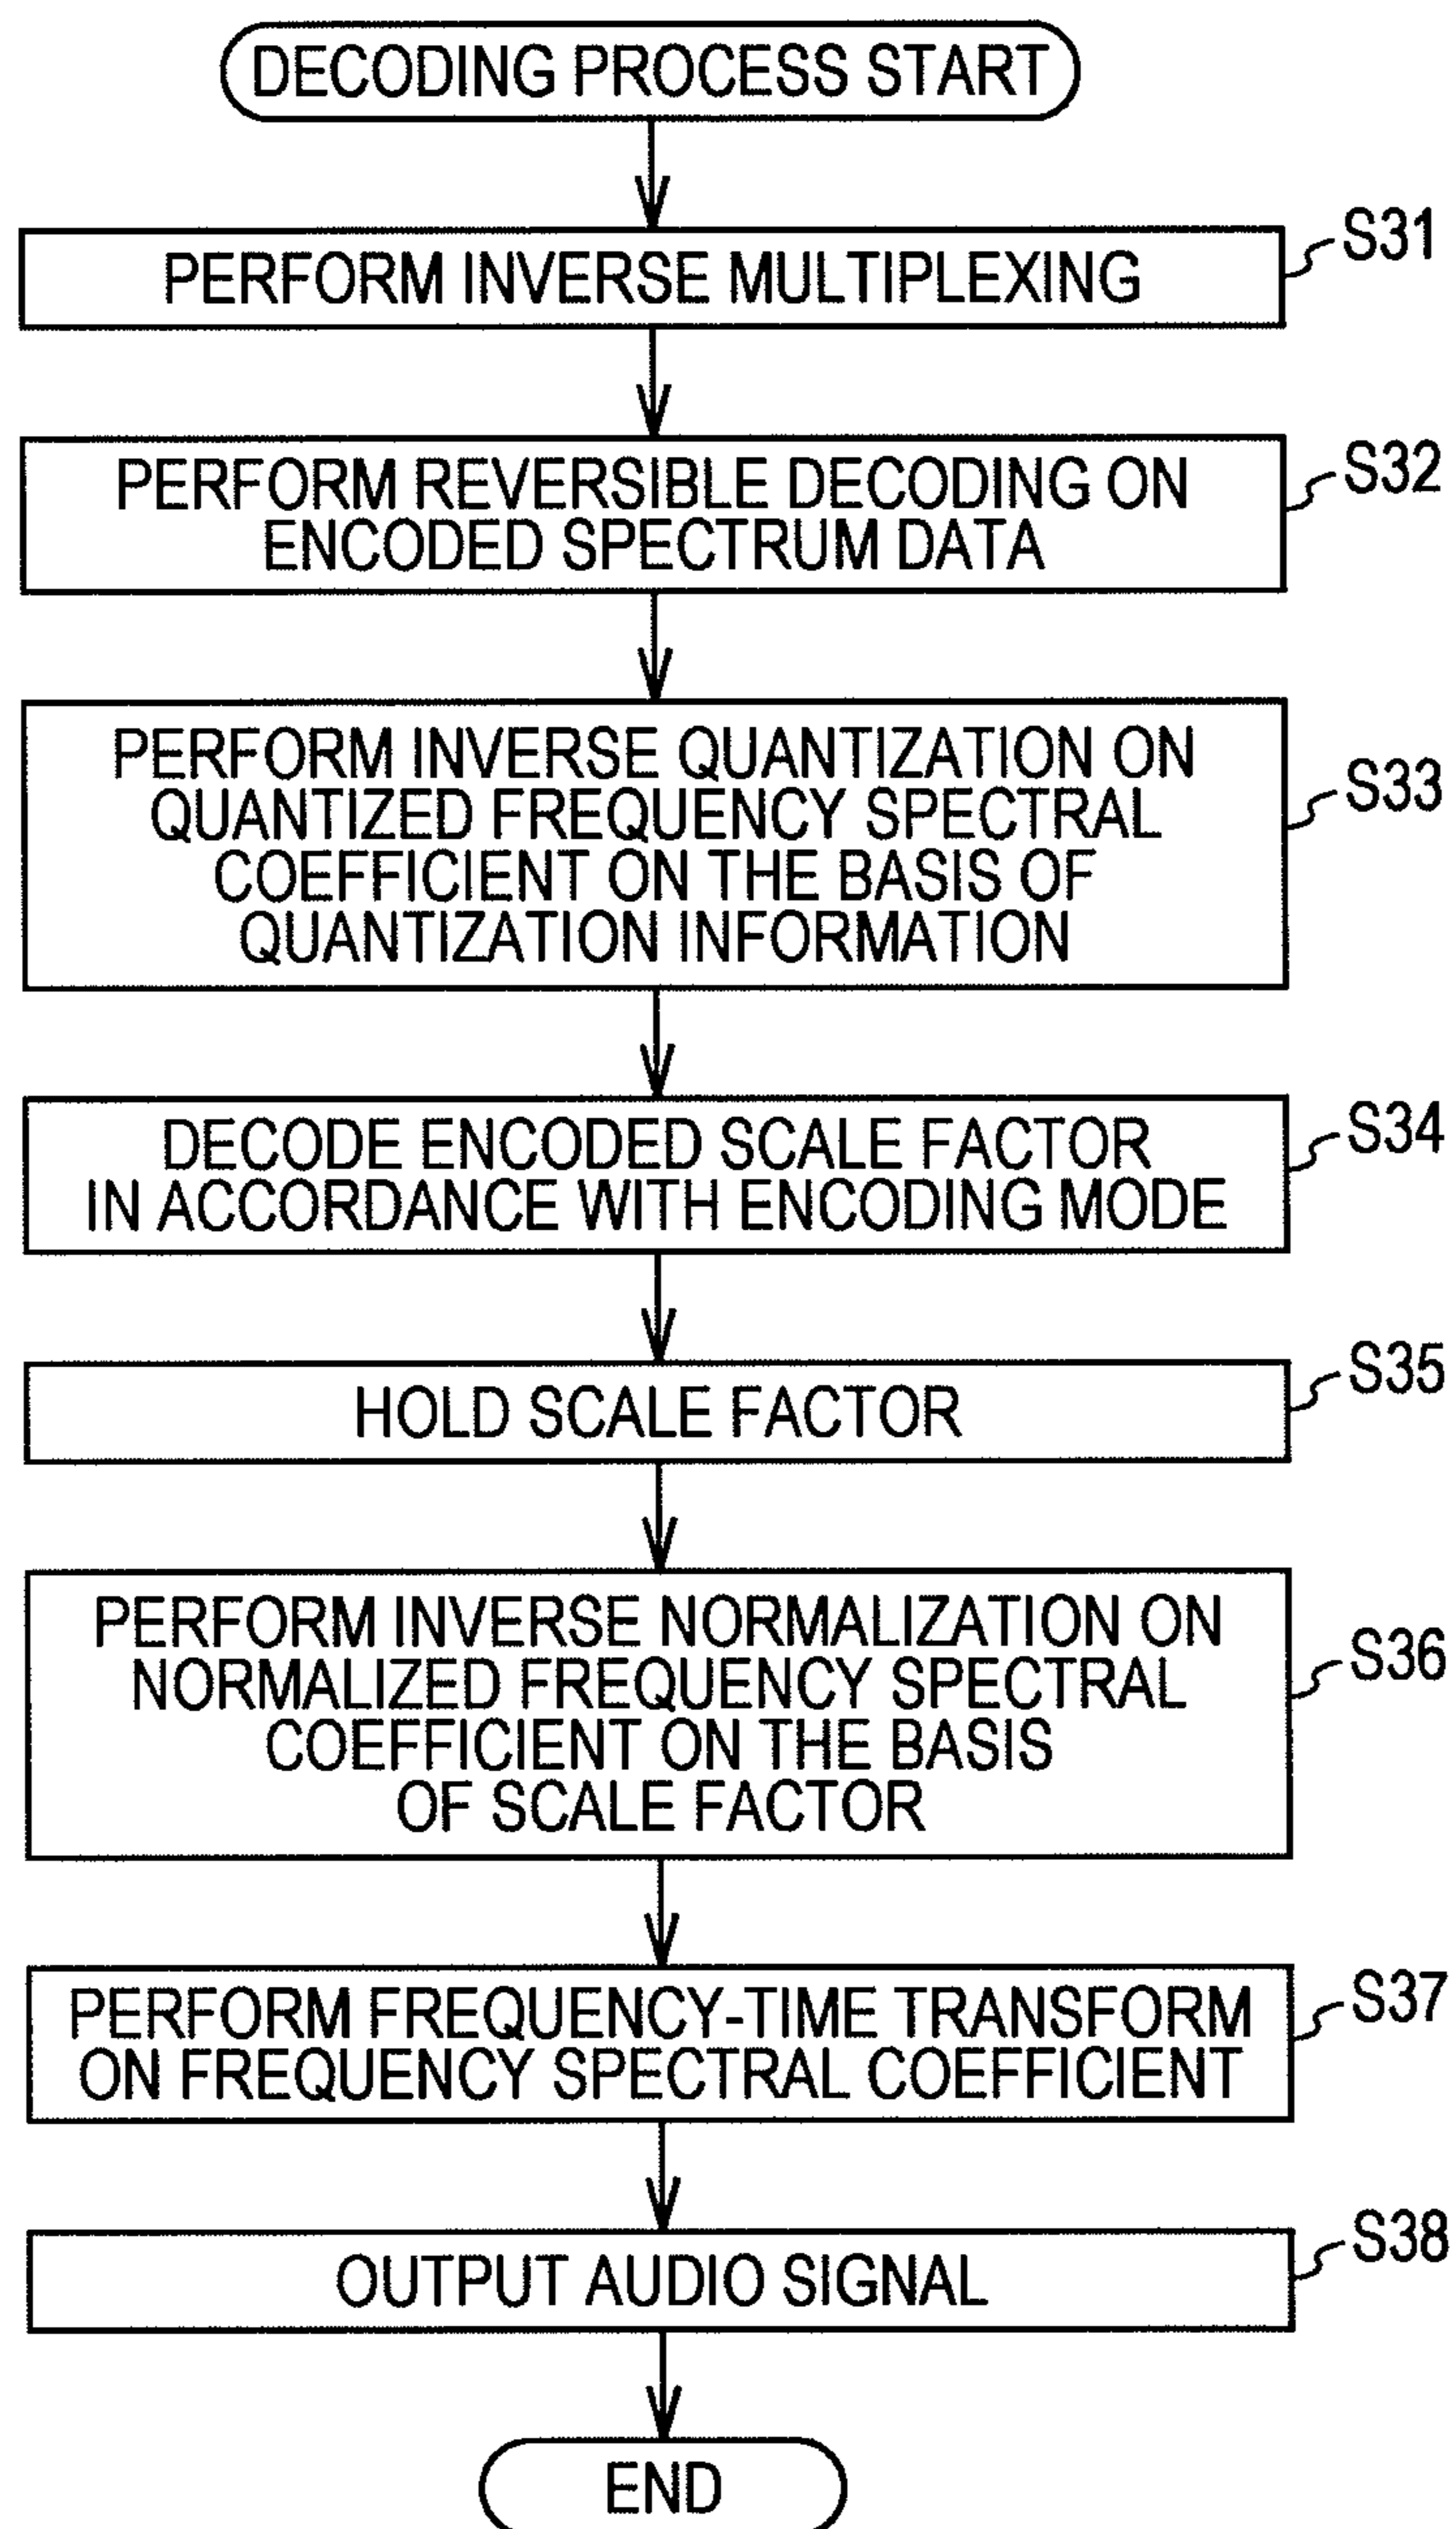 DECODING PROCESS START
S31
PERFORM INVERSE MULTIPLEXING
S32
PERFORM REVERSIBLE DECODING ON
ENCODED SPECTRUM DATA
S33
PERFORM INVERSE QUANTIZATION ON
QUANTIZED FREQUENCY SPECTRAL
COEFFICIENT ON THE BASIS OF
QUANTIZATION INFORMATION
S34
DECODE ENCODED SCALE FACTOR
IN ACCORDANCE WITH ENCODING MODE
S35
HOLD SCALE FACTOR
S36
PERFORM INVERSE NORMALIZATION ON
NORMALIZED FREQUENCY SPECTRAL
COEFFICIENT ON THE BASIS
OF SCALE FACTOR
S37
PERFORM FREQUENCY-TIME TRANSFORM
ON FREQUENCY SPECTRAL COEFFICIENT
S38
OUTPUT AUDIO SIGNAL
END